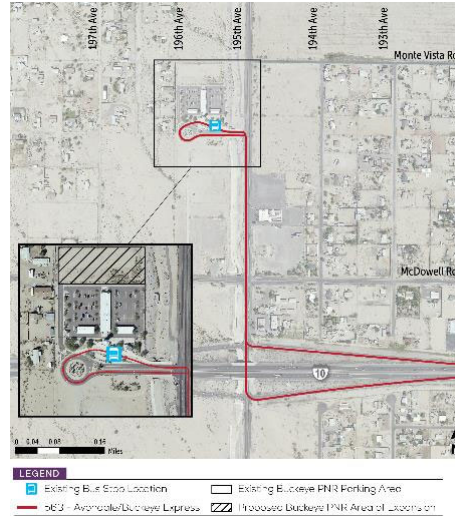 197th Ave
196th Ave
195th Ave
194th Ave
193th Ave
Monte Vista Ro
McDowell Ro
10
0 0.04 0.08 0.16
Miles
LEGEND
Existing Bus Stop Location
Existing Buckeye PNR Parking Area
563 - Avondale/Buckeye Express
Proposed Buckeye PNR Area of Expansion